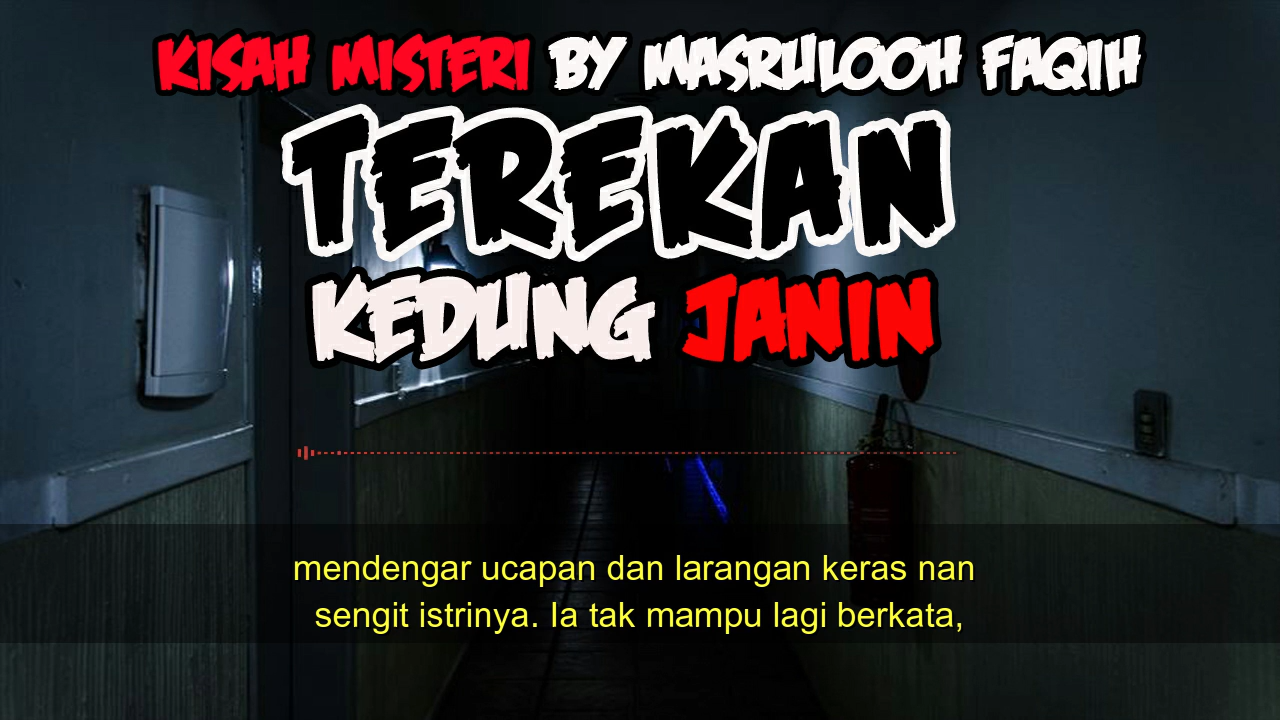 KISAH MISTERI BY MASRULOOH FAQIH
TEREKAN
KEDUNG JANIN
mendengar ucapan dan larangan keras nan
sengit istrinya. Ia tak mampu lagi berkata,